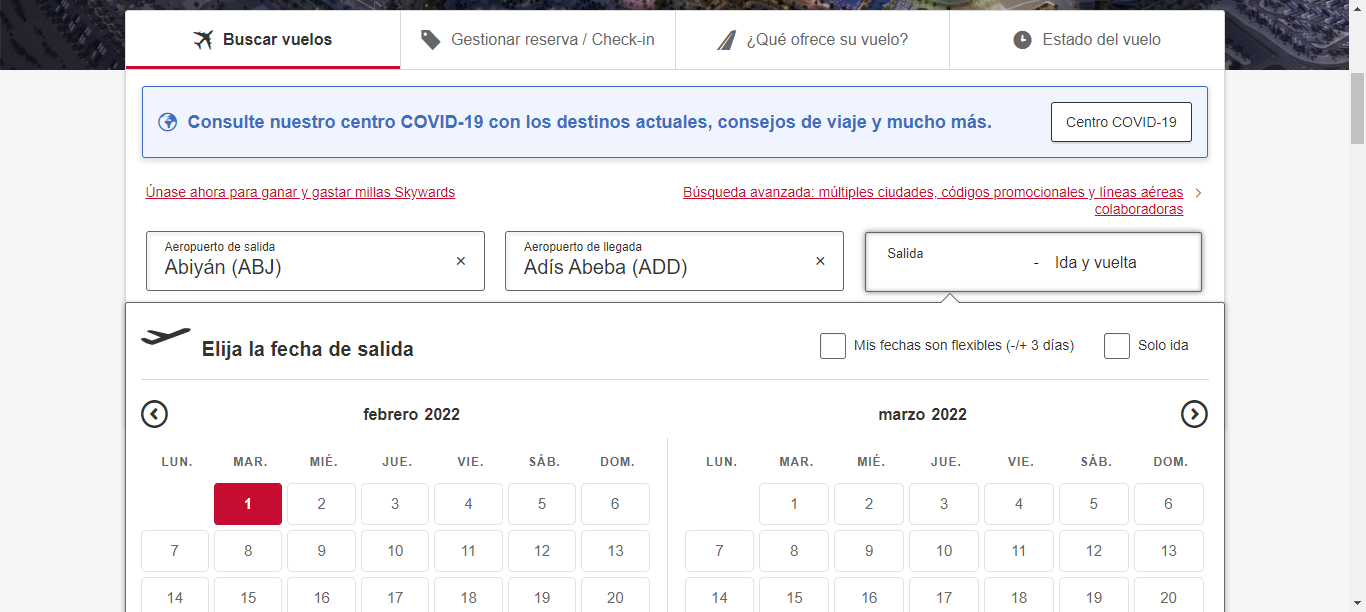 Buscar vuelos
Gestionar reserva / Check-in
¿Qué ofrece su vuelo?
Estado del vuelo
Consulte nuestro centro COVID-19 con los destinos actuales, consejos de viaje y mucho más.
Centro COVID-19
Únase ahora para ganar y gastar millas Skywards
Búsqueda avanzada: múltiples ciudades, códigos promocionales y líneas aéreas
colaboradoras
Aeropuerto de salida
Abiyán (ABJ)
Aeropuerto de llegada
Adís Abeba (ADD)
Salida
- Ida y vuelta
Elija la fecha de salida
Mis fechas son flexibles (-/+ 3 días)
Solo ida
febrero 2022
LUN. MAR. MIÉ. JUE. VIE. SÁB. DOM.
1 2 3 4 5 6
7 8 9 10 11 12 13
14 15 16 17 18 19 20
marzo 2022
LUN. MAR. MIÉ. JUE. VIE. SÁB. DOM.
1 2 3 4 5 6
7 8 9 10 11 12 13
14 15 16 17 18 19 20